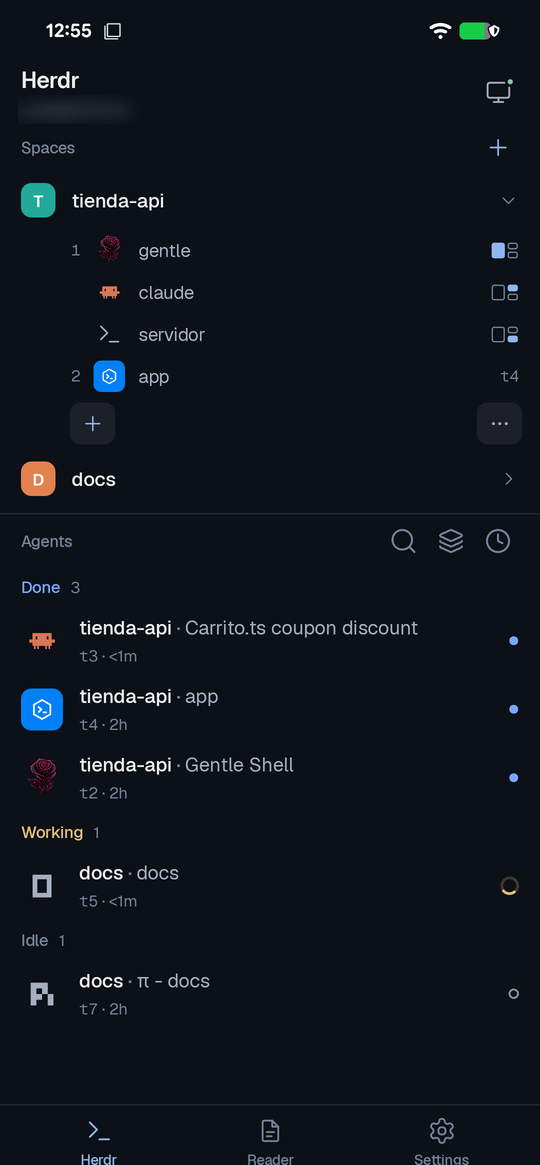 12:55
Herdr
Spaces
T tienda-api
1 gentle
claude
servidor
2 app t4
D docs
Agents
Done 3
tienda-api · Carrito.ts coupon discount
t3 · <1m
tienda-api · app
t4 · 2h
tienda-api · Gentle Shell
t2 · 2h
Working 1
docs · docs
t5 · <1m
Idle 1
docs · π - docs
t7 · 2h
Herdr Reader Settings